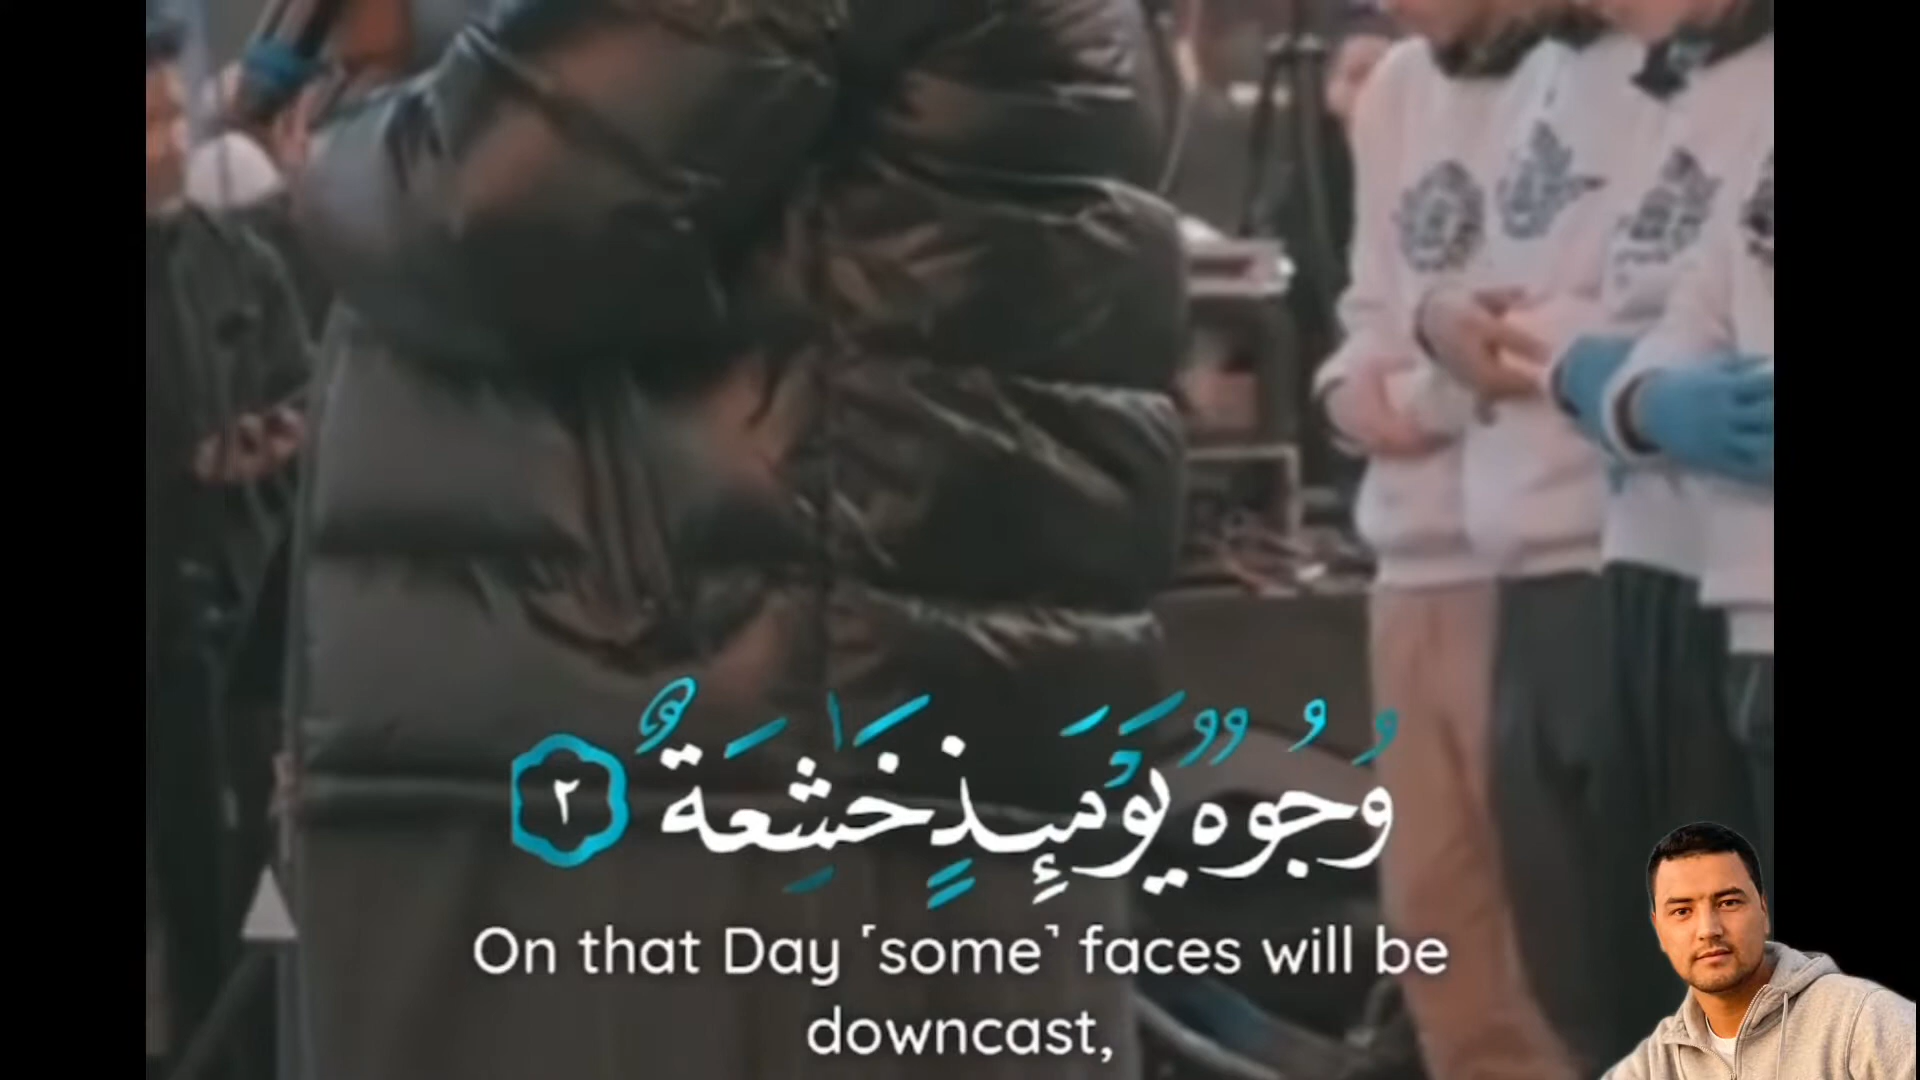 وُجُوهٌ يَوْمَئِذٍ خَٰشِعَةٌ ٢
On that Day ˹some˺ faces will be
downcast,